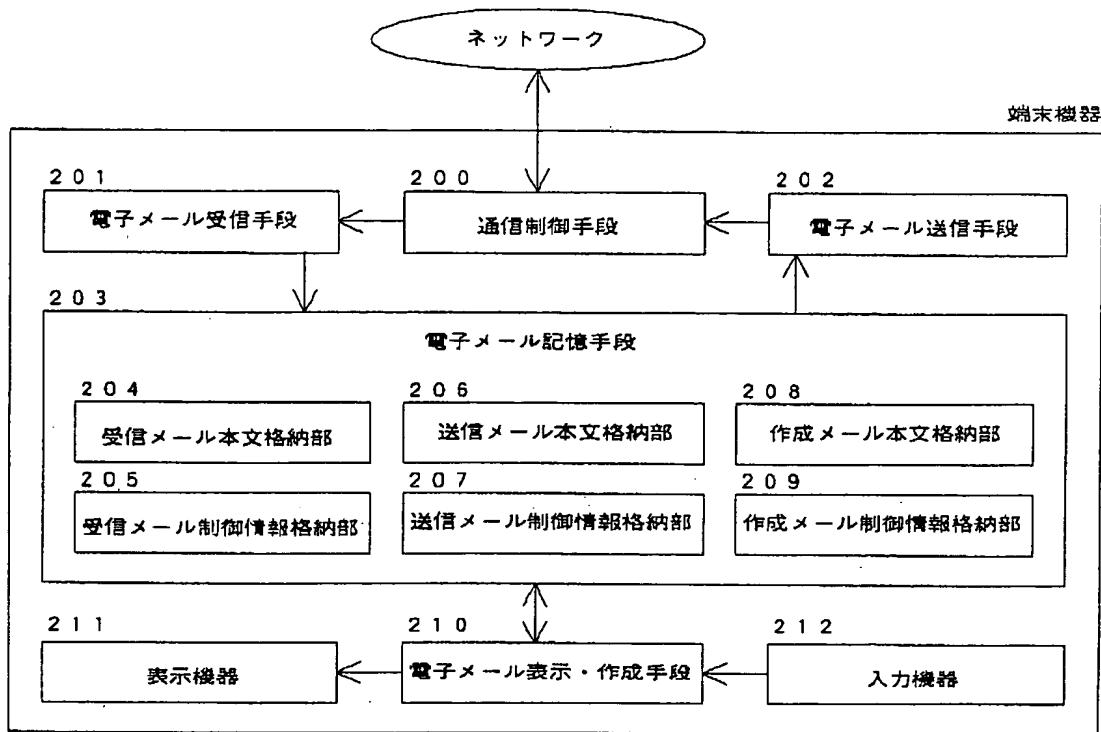 ネットワーク
端末機器
201
200
202
電子メール受信手段
通信制御手段
電子メール送信手段
203
電子メール記憶手段
204
206
208
受信メール本文格納部
送信メール本文格納部
作成メール本文格納部
205
207
209
受信メール制御情報格納部
送信メール制御情報格納部
作成メール制御情報格納部
211
210
212
表示機器
電子メール表示・作成手段
入力機器